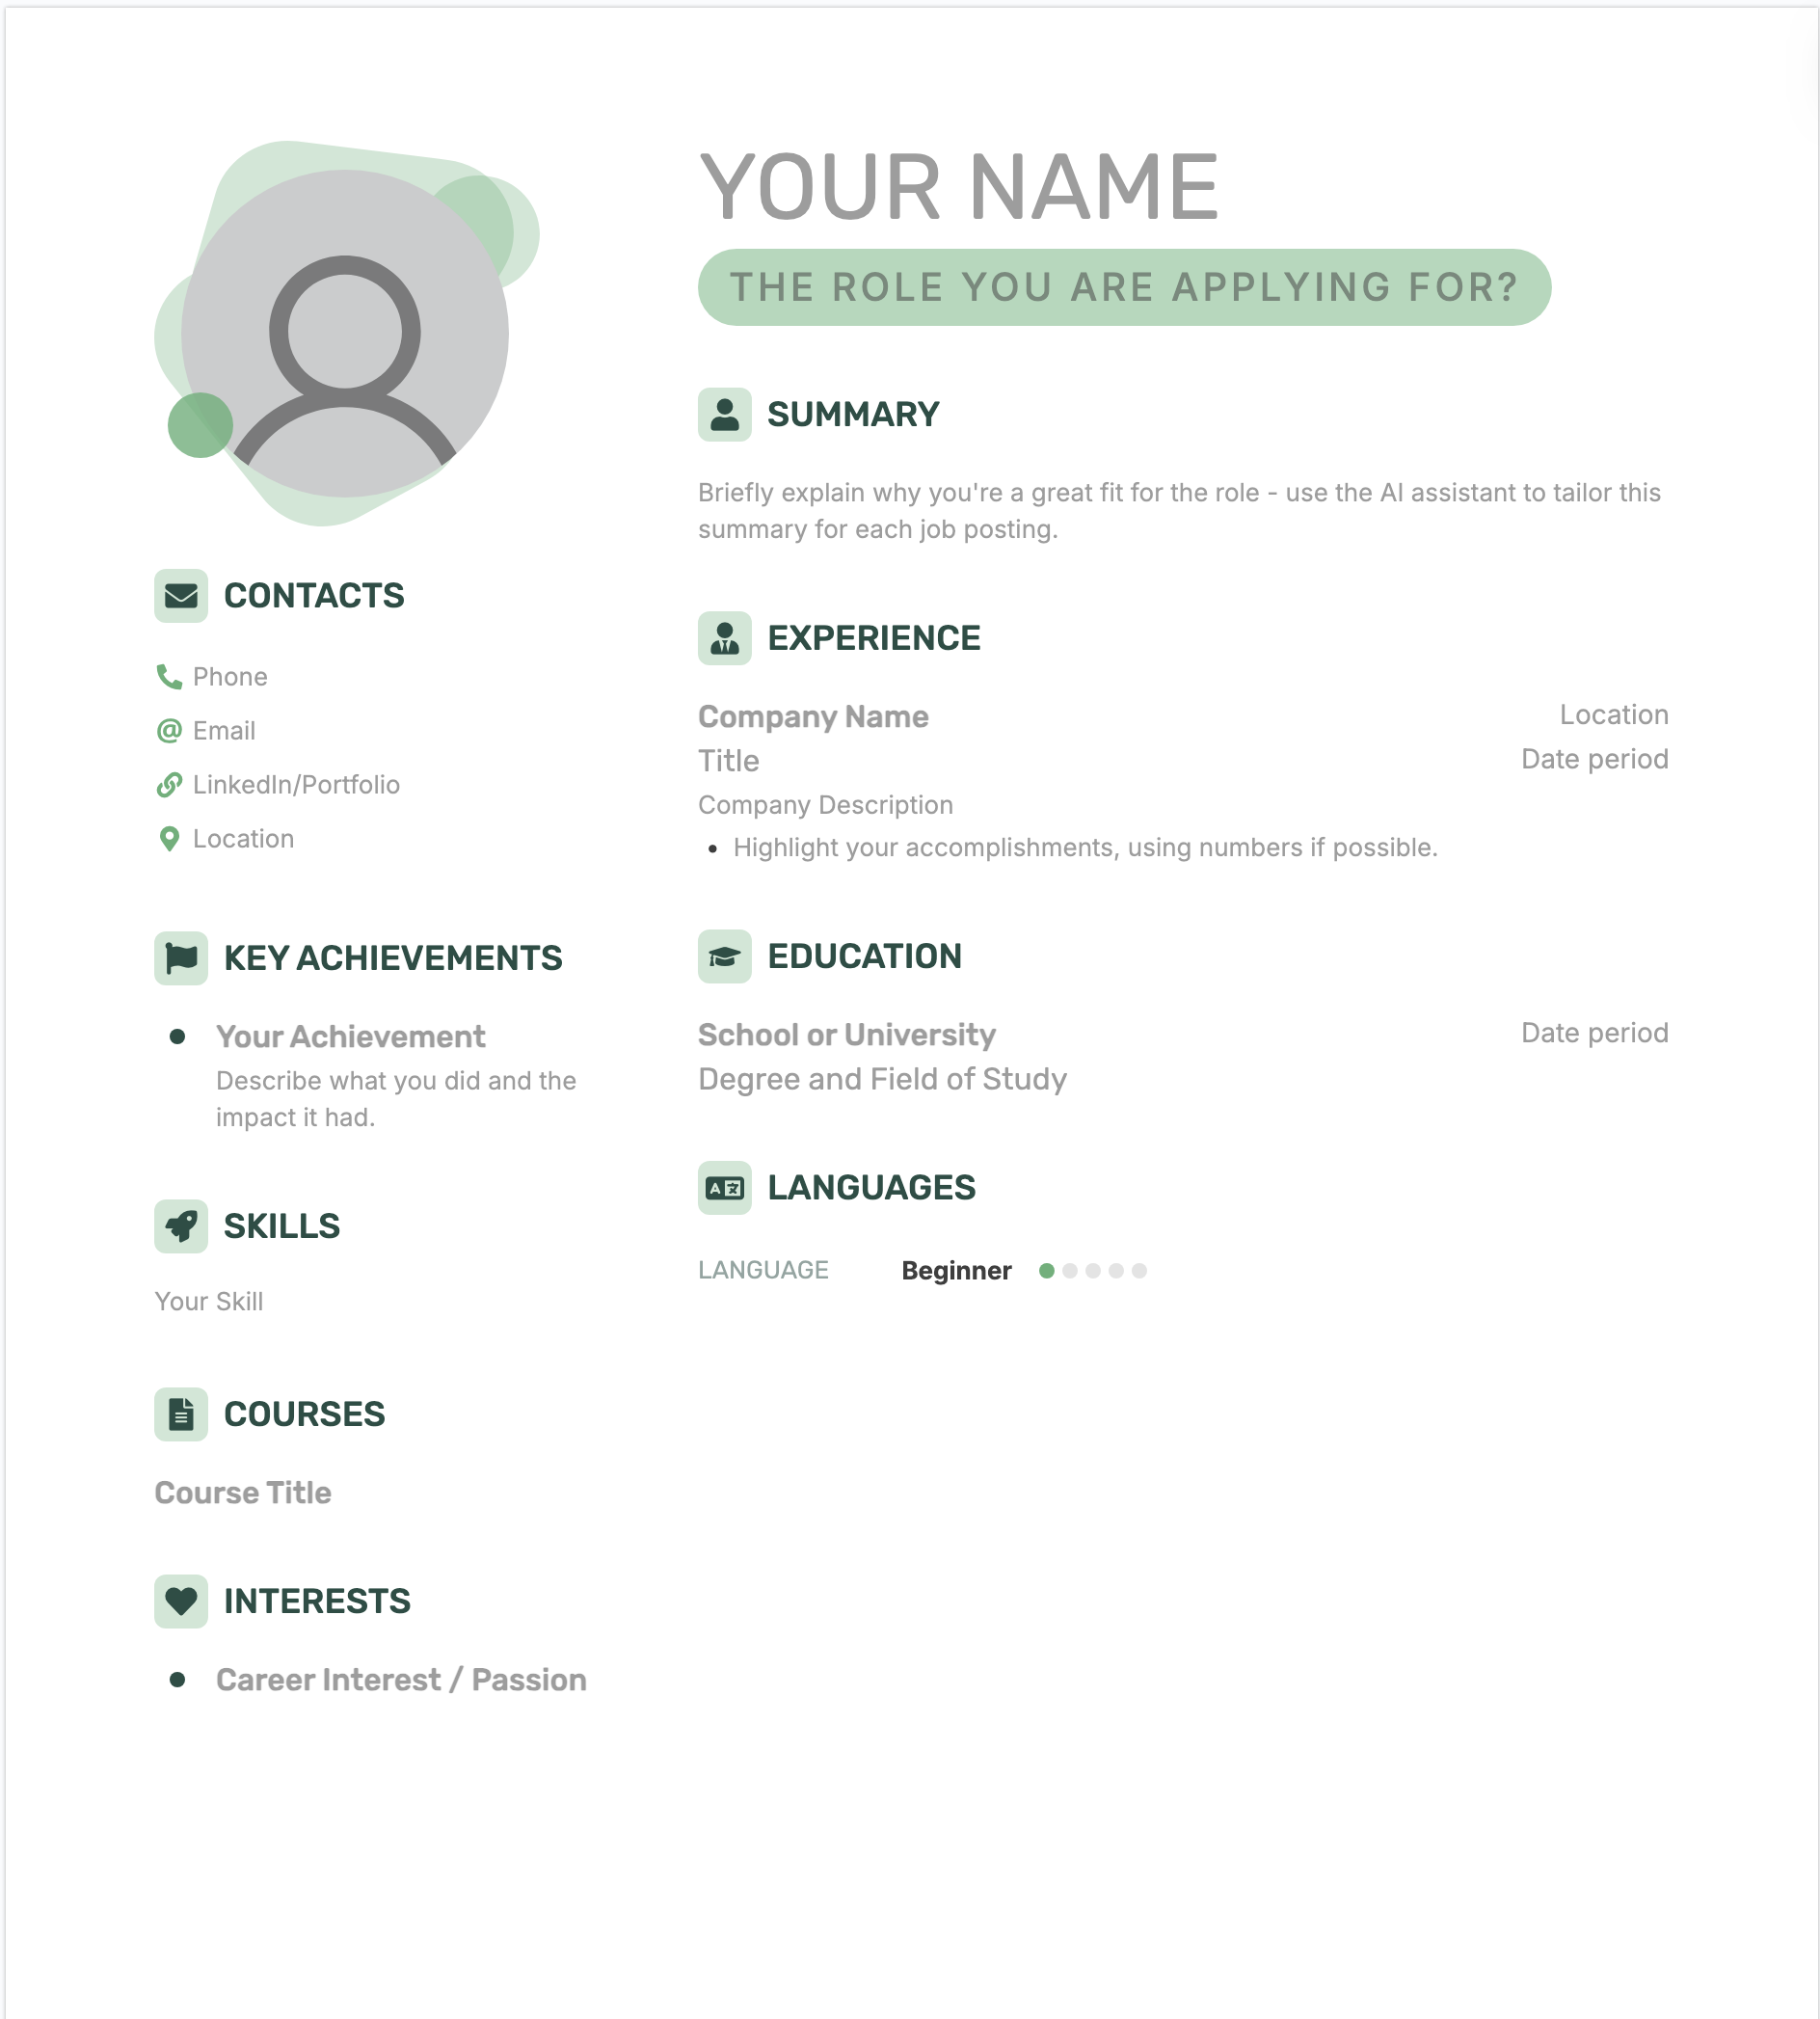 YOUR NAME
THE ROLE YOU ARE APPLYING FOR?
CONTACTS
Phone
@ Email
LinkedIn/Portfolio
Location
KEY ACHIEVEMENTS
• Your Achievement
Describe what you did and the
impact it had.
SKILLS
Your Skill
COURSES
Course Title
INTERESTS
• Career Interest / Passion
SUMMARY
Briefly explain why you're a great fit for the role - use the AI assistant to tailor this
summary for each job posting.
EXPERIENCE
Company Name Location
Title Date period
Company Description
• Highlight your accomplishments, using numbers if possible.
EDUCATION
School or University Date period
Degree and Field of Study
LANGUAGES
LANGUAGE Beginner